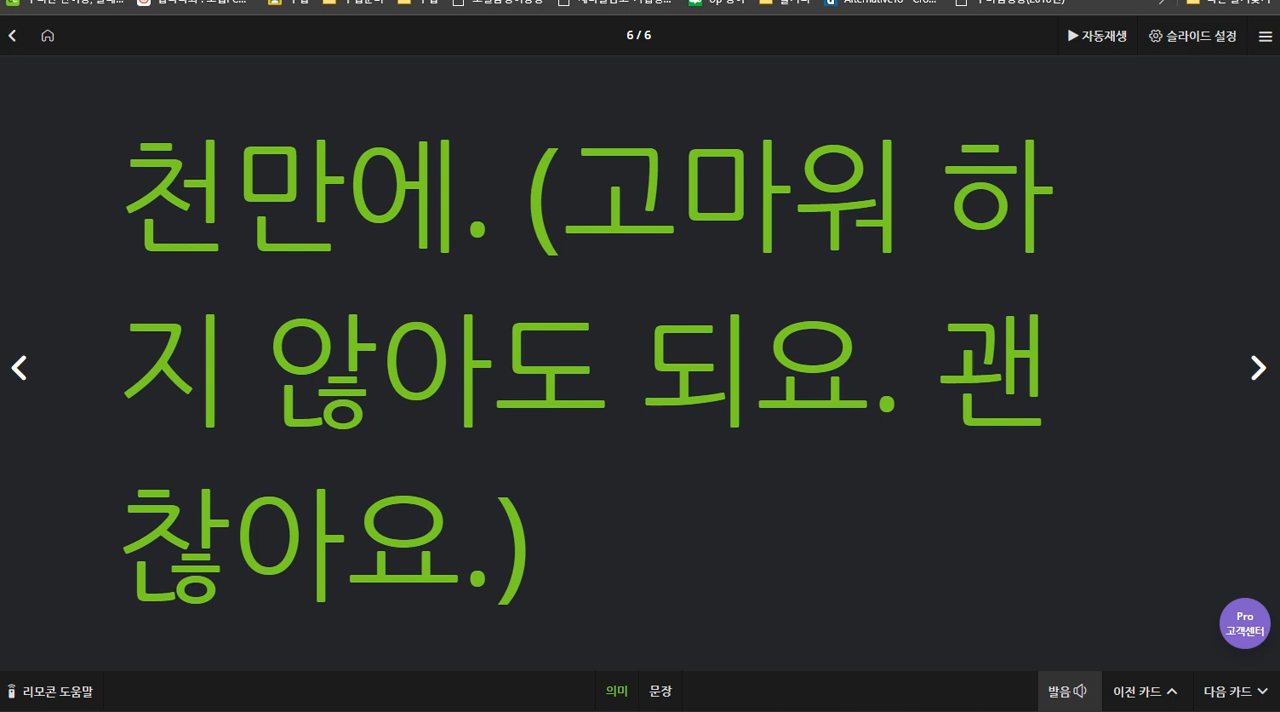 6 / 6
▶ 자동재생
슬라이드 설정
천만에. (고마워 하
지 않아도 되요. 괜
찮아요.)
Pro
고객센터
리모콘 도움말
의미
문장
발음
이전 카드
다음 카드